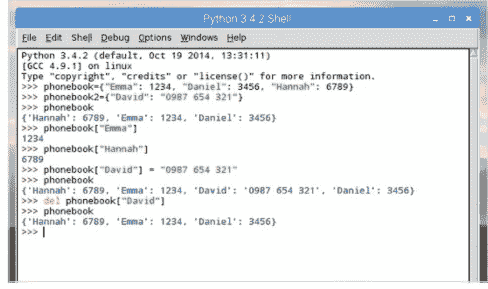 Python 3.4.2 Shell
File Edit Shell Debug Options Windows Help
Python 3.4.2 (default, Oct 19 2014, 13:31:11)
[GCC 4.9.1] on linux
Type "copyright", "credits" or "license()" for more information.
>>> phonebook={"Emma": 1234, "Daniel": 3456, "Hannah": 6789}
>>> phonebook2={"David": "0987 654 321"}
>>> phonebook
{'Hannah': 6789, 'Emma': 1234, 'Daniel': 3456}
>>> phonebook["Emma"]
1234
>>> phonebook["Hannah"]
6789
>>> phonebook["David"] = "0987 654 321"
>>> phonebook
{'Hannah': 6789, 'Emma': 1234, 'David': '0987 654 321', 'Daniel': 3456}
>>> del phonebook["David"]
>>> phonebook
{'Hannah': 6789, 'Emma': 1234, 'Daniel': 3456}
>>>